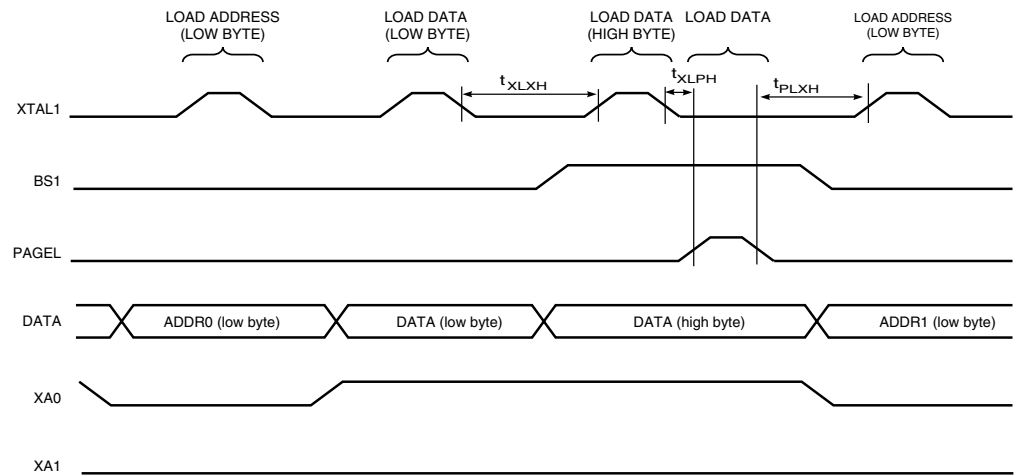 LOAD ADDRESS
(LOW BYTE)
LOAD DATA
(LOW BYTE)
LOAD DATA
(HIGH BYTE)
LOAD DATA
LOAD ADDRESS
(LOW BYTE)
tXLXH
tXLPH
tPLXH
XTAL1
BS1
PAGEL
DATA
ADDR0 (low byte)
DATA (low byte)
DATA (high byte)
ADDR1 (low byte)
XA0
XA1